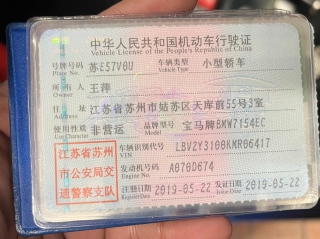 中华人民共和国机动车行驶证
Vehicle License of the People's Republic of China
号牌号码 苏E57V8U 车辆类型 小型轿车
Plate No. Vehicle Type
所有人 王萍
Owner
住址 江苏省苏州市姑苏区天库前55号3室
Address
使用性质 非营运 品牌型号 宝马牌BMW7154EC
Use Character Model
江苏省苏州 车辆识别代号 LBV2Y3100KMR06417
VIN
市公安局交 发动机号码 A070D674
Engine No.
通警察支队 注册日期 2019-05-22 发证日期 2019-05-22
Register Date Issue Date